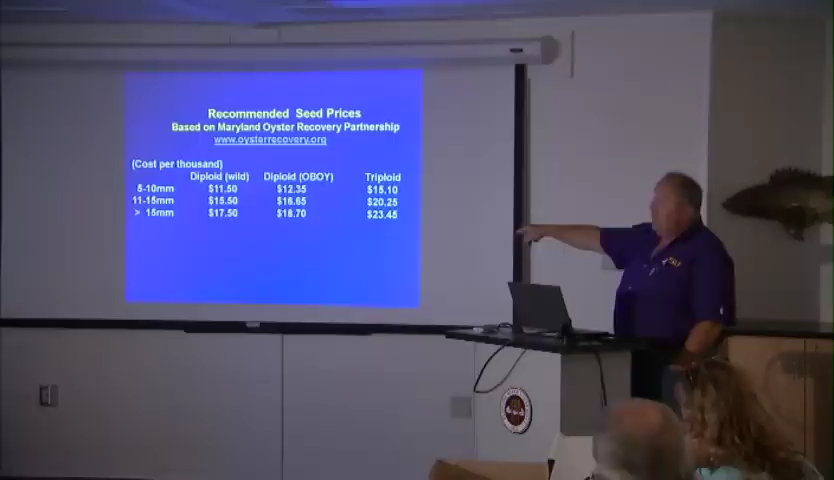 Recommended Seed Prices
Based on Maryland Oyster Recovery Partnership
www.oysterrecovery.org
(Cost per thousand)
Diploid (wild) Diploid (OBOY) Triploid
5-10mm $11.50 $12.35 $15.10
11-15mm $15.50 $16.65 $20.25
> 15mm $17.50 $18.70 $23.45